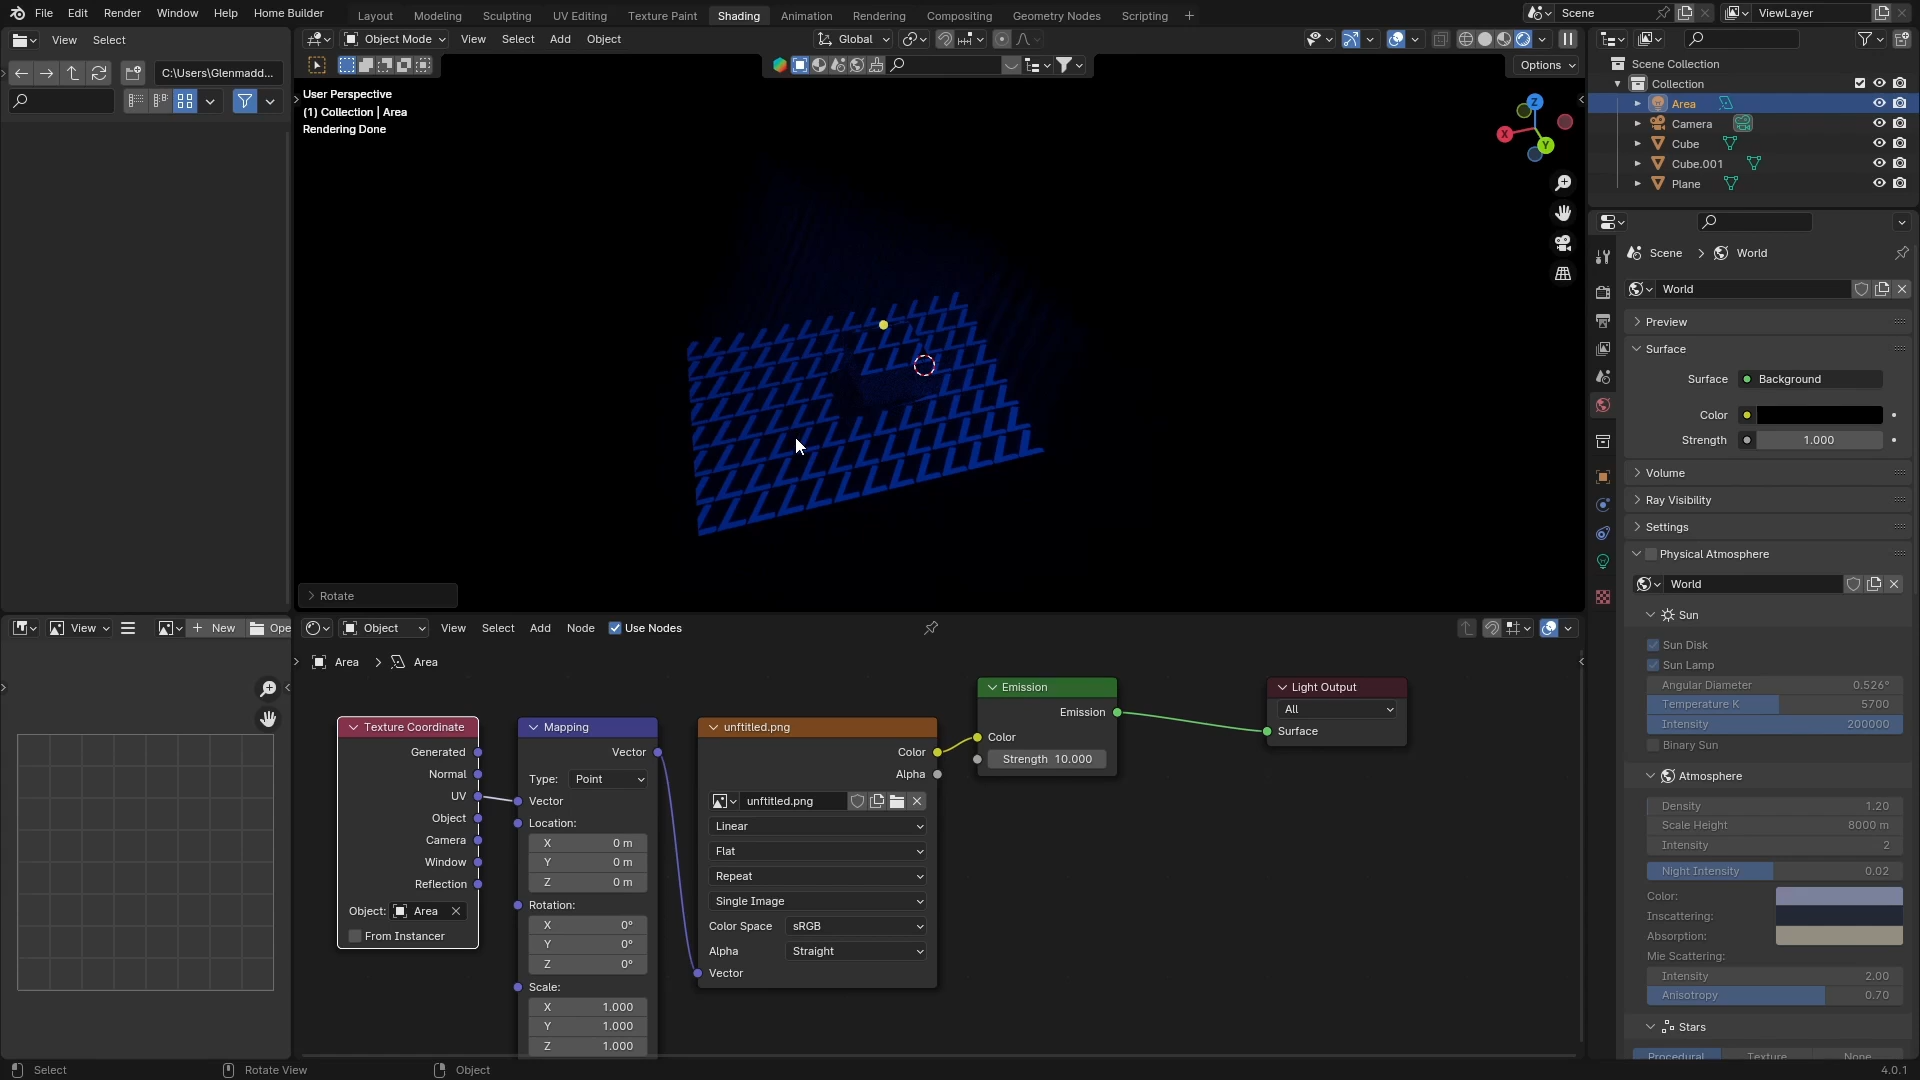 File Edit Render Window Help Home Builder Layout Modeling Sculpting UV Editing Texture Paint Shading Animation Rendering Compositing Geometry Nodes Scripting + Scene ViewLayer
View Select
Object Mode View Select Add Object Global
C:\Users\Glenmadd...
Options
User Perspective
(1) Collection | Area
Rendering Done
Z
X
Y
Rotate
Scene Collection
Collection
Area
Camera
Cube
Cube.001
Plane
Scene > World
World
Preview
Surface
Surface Background
Color
Strength 1.000
Volume
Ray Visibility
Settings
Physical Atmosphere
World
Sun
Sun Disk
Sun Lamp
Angular Diameter 0.526°
Temperature K 5700
Intensity 200000
Binary Sun
Atmosphere
Density 1.20
Scale Height 8000 m
Intensity 2
Night Intensity 0.02
Color:
Inscattering:
Absorption:
Mie Scattering:
Intensity 2.00
Anisotropy 0.70
Stars
Procedural Texture None
View + New Ope
Object View Select Add Node Use Nodes
Area > Area
Texture Coordinate
Generated
Normal
UV
Object
Camera
Window
Reflection
Object: Area
From Instancer
Mapping
Vector
Type: Point
Vector
Location:
X 0 m
Y 0 m
Z 0 m
Rotation:
X 0°
Y 0°
Z 0°
Scale:
X 1.000
Y 1.000
Z 1.000
unftitled.png
Color
Alpha
unftitled.png
Linear
Flat
Repeat
Single Image
Color Space sRGB
Alpha Straight
Vector
Emission
Emission
Color
Strength 10.000
Light Output
All
Surface
Select Rotate View Object 4.0.1